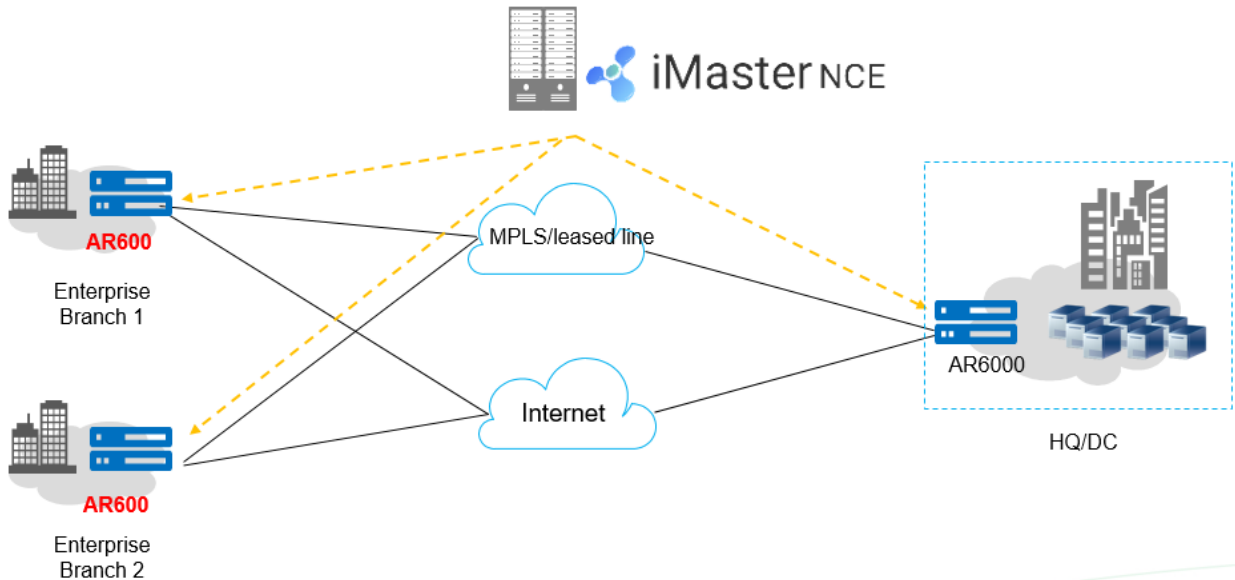 iMaster NCE
AR600
Enterprise
Branch 1
MPLS/leased line
AR6000
HQ/DC
Internet
AR600
Enterprise
Branch 2